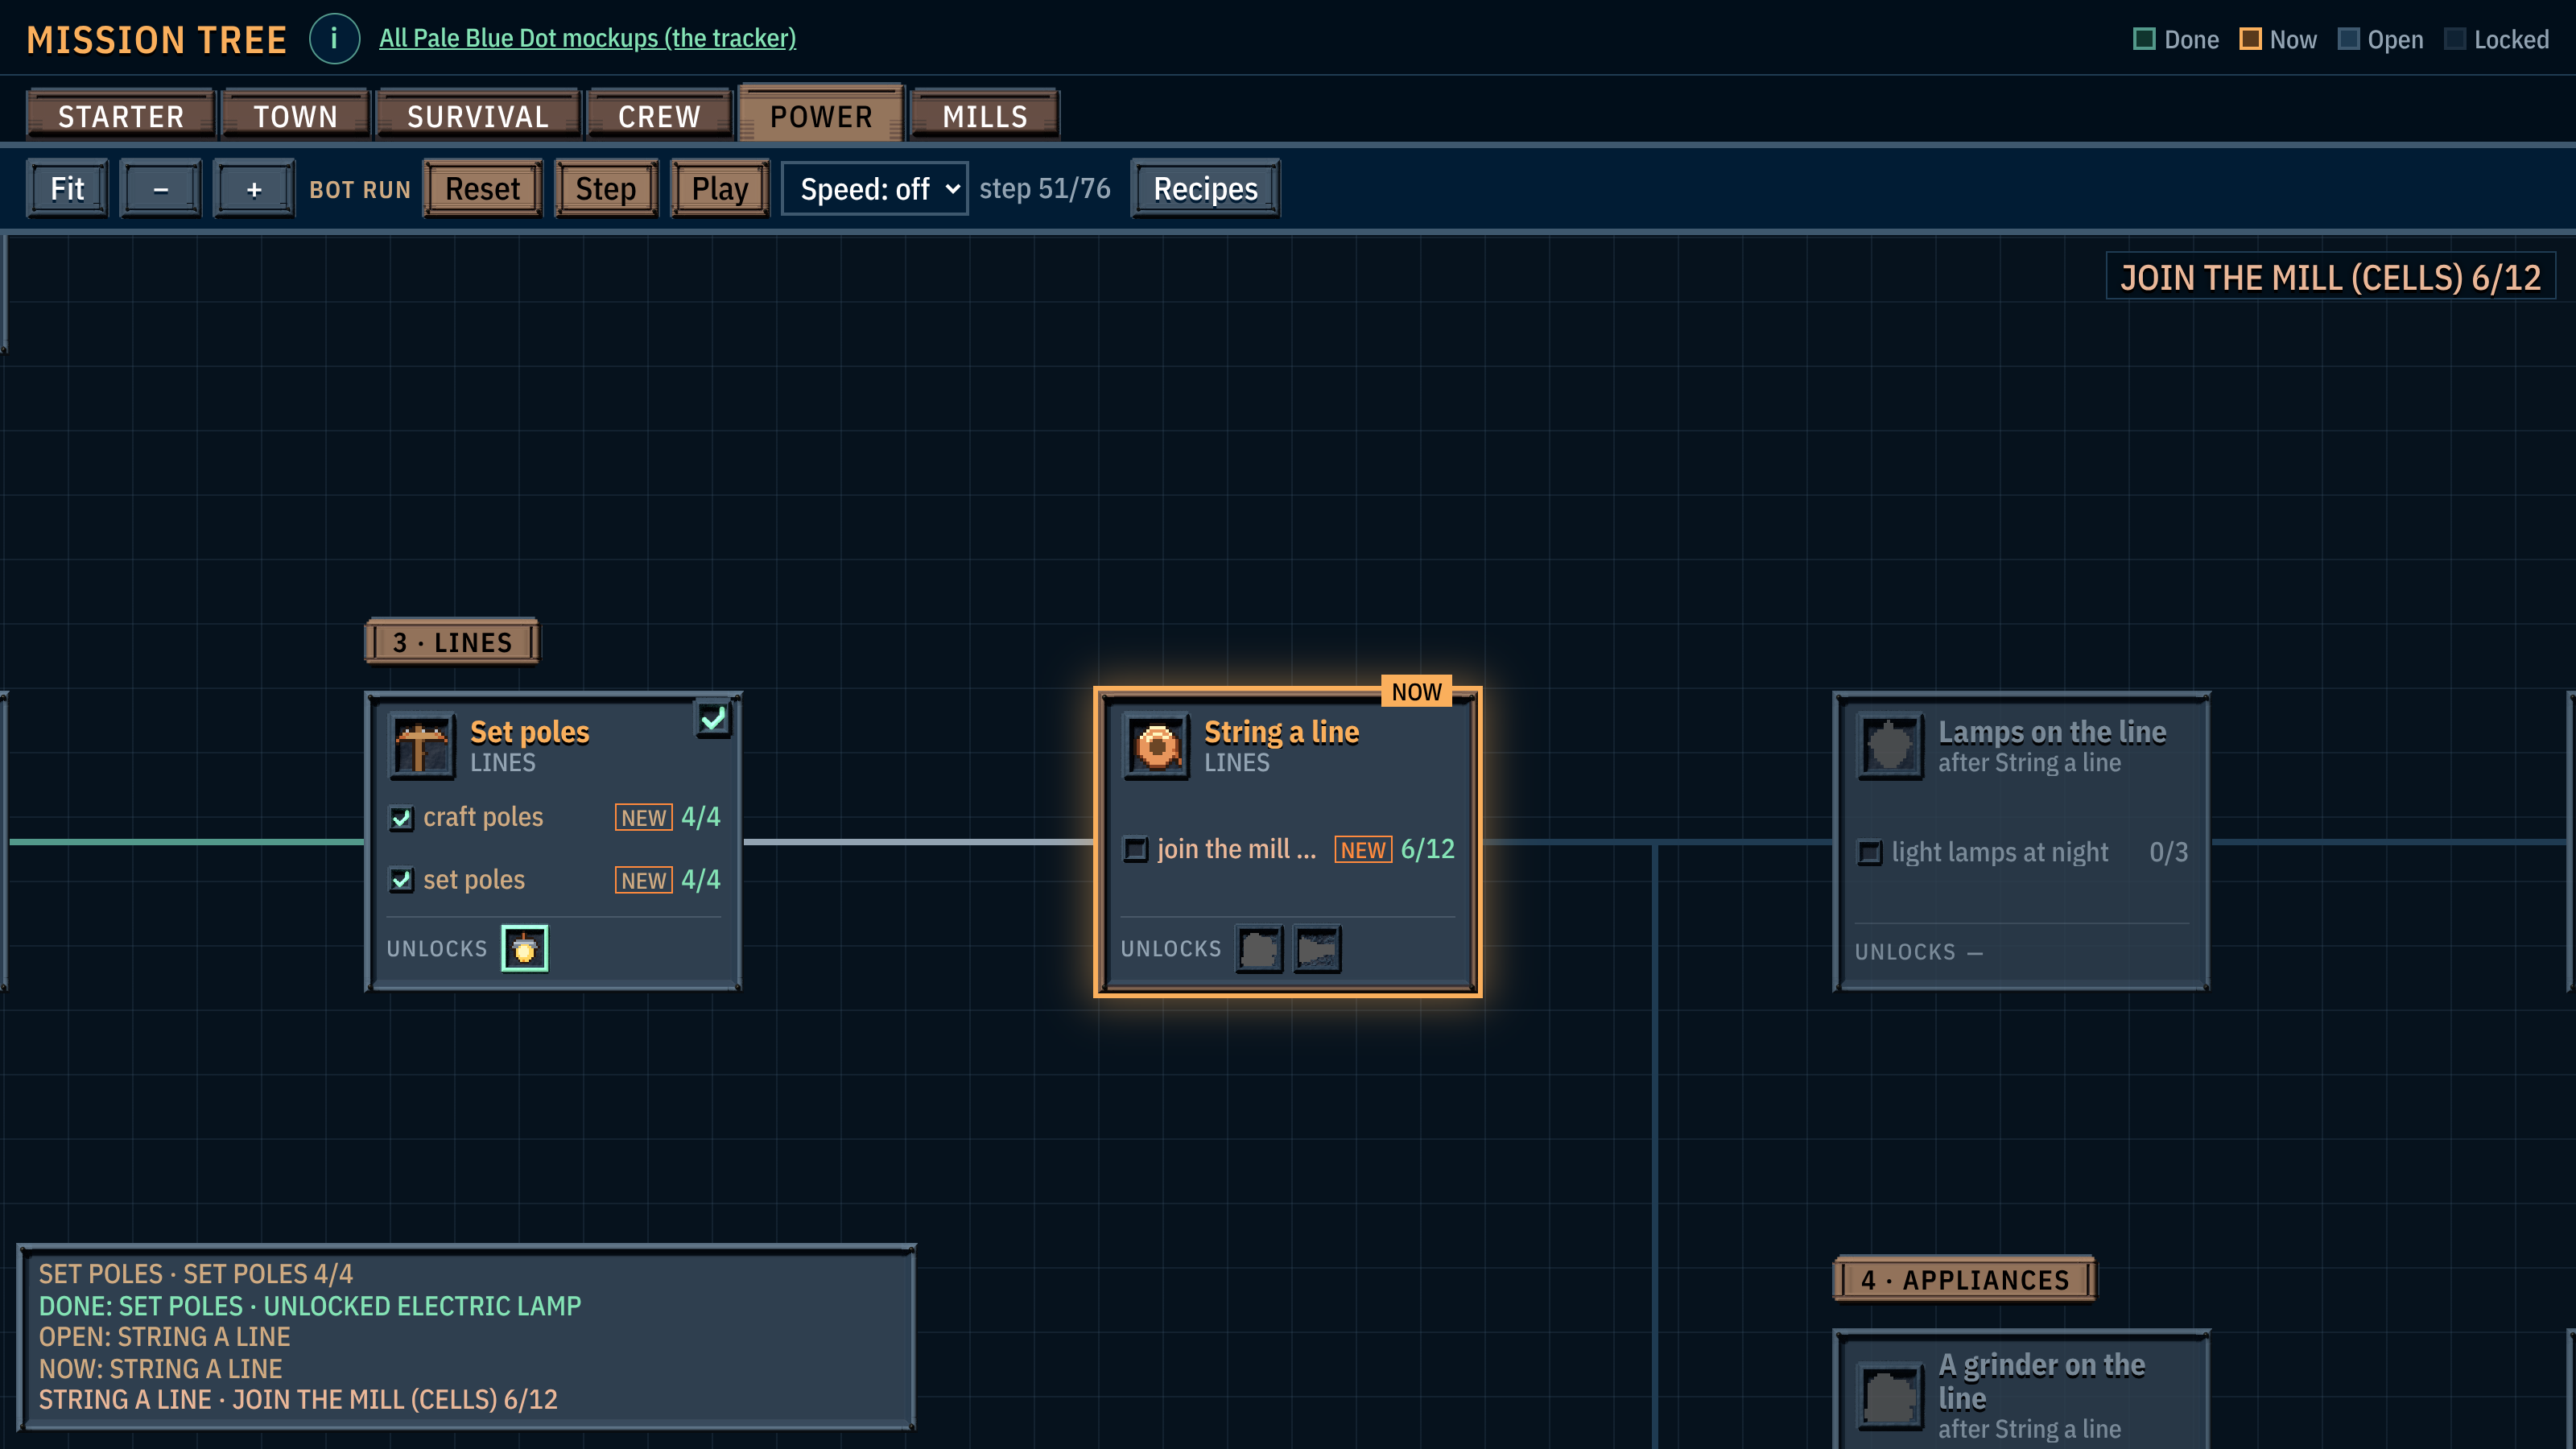 MISSION TREE
i
All Pale Blue Dot mockups (the tracker)
Done
Now
Open
Locked
STARTER
TOWN
SURVIVAL
CREW
POWER
MILLS
Fit
–
+
BOT RUN
Reset
Step
Play
Speed: off
step 51/76
Recipes
JOIN THE MILL (CELLS) 6/12
3 · LINES
Set poles
LINES
craft poles NEW 4/4
set poles NEW 4/4
UNLOCKS
NOW
String a line
LINES
join the mill ... NEW 6/12
UNLOCKS
Lamps on the line
after String a line
light lamps at night 0/3
UNLOCKS –
SET POLES · SET POLES 4/4
DONE: SET POLES · UNLOCKED ELECTRIC LAMP
OPEN: STRING A LINE
NOW: STRING A LINE
STRING A LINE · JOIN THE MILL (CELLS) 6/12
4 · APPLIANCES
A grinder on the
line
after String a line